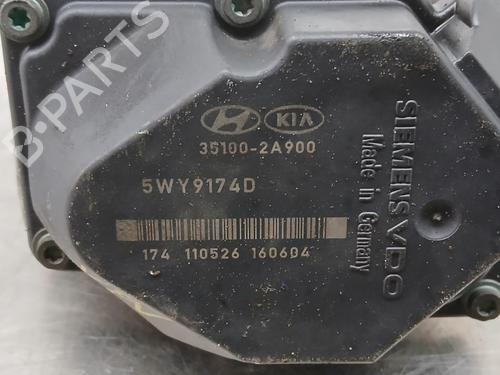 B-PARTS
KIA
35100-2A900
5WY9174D
174 110526 160604
SIEMENS VDO
Made in Germany